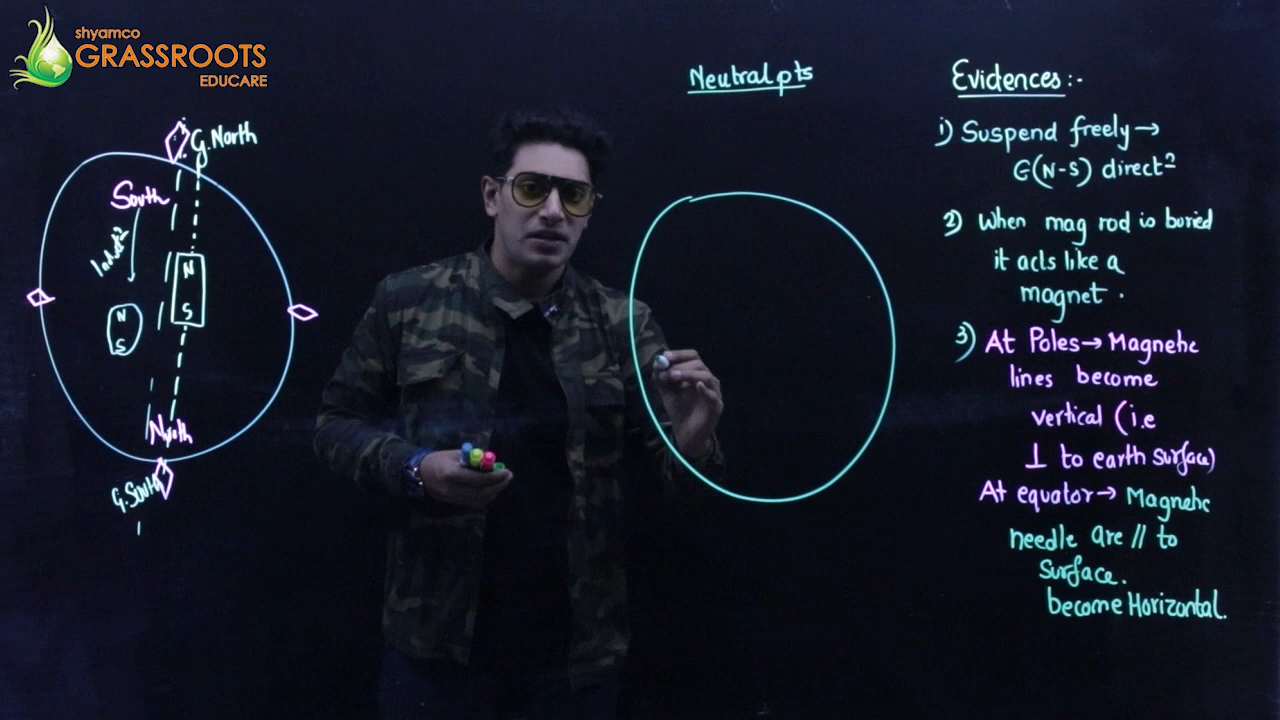 shyamco
GRASSROOTS
EDUCARE
G.North
South
N
S
N
S
North
G.South
Neutral pts
Evidences:-
i) Suspend freely→
G(N-S) directⁿ
2) When mag rod is buried
it acts like a
magnet.
3) At Poles→Magnetic
lines become
vertical (i.e
⊥ to earth surface)
At equator→ Magnetic
needle are // to
surface.
become Horizontal.